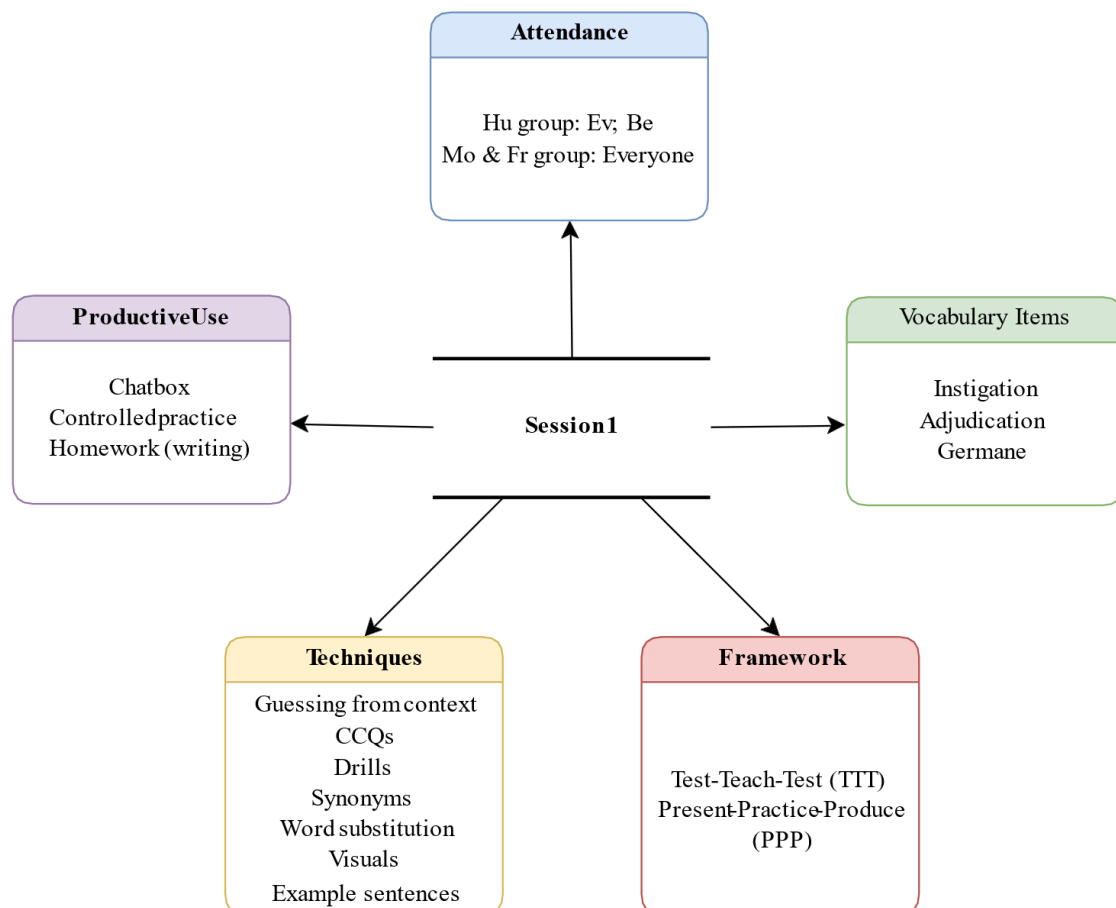 Attendance
Hu group: Ev; Be
Mo & Fr group: Everyone
ProductiveUse
Chatbox
Controlledpractice
Homework (writing)
Session1
Vocabulary Items
Instigation
Adjudication
Germane
Techniques
Guessing from context
CCQs
Drills
Synonyms
Word substitution
Visuals
Example sentences
Framework
Test-Teach-Test (TTT)
Present-Practice-Produce
(PPP)